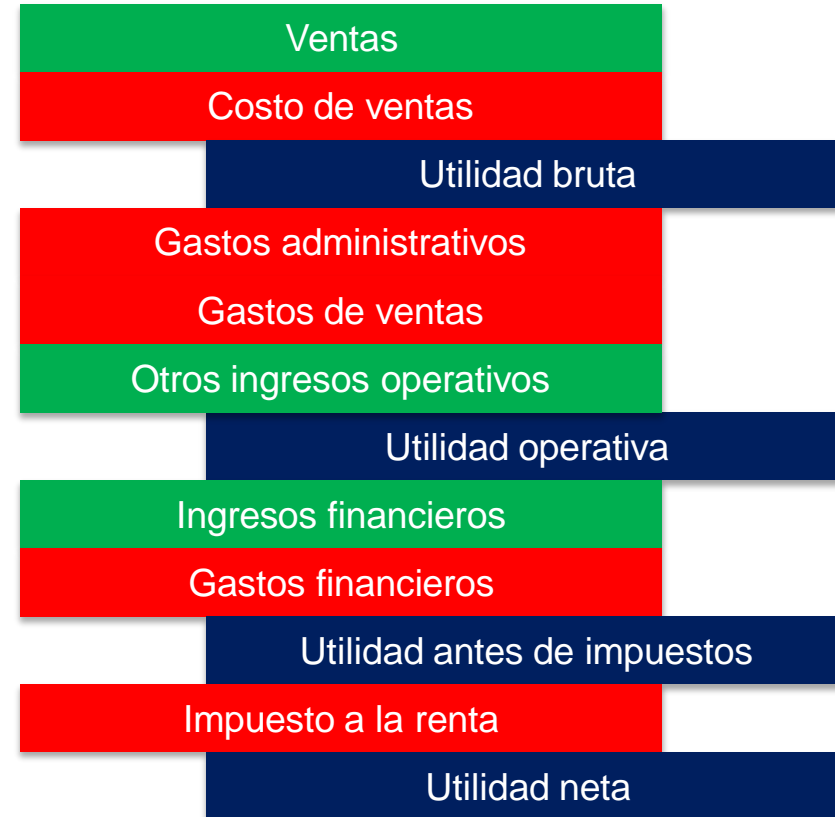 Ventas
Costo de ventas
Utilidad bruta
Gastos administrativos
Gastos de ventas
Otros ingresos operativos
Utilidad operativa
Ingresos financieros
Gastos financieros
Utilidad antes de impuestos
Impuesto a la renta
Utilidad neta